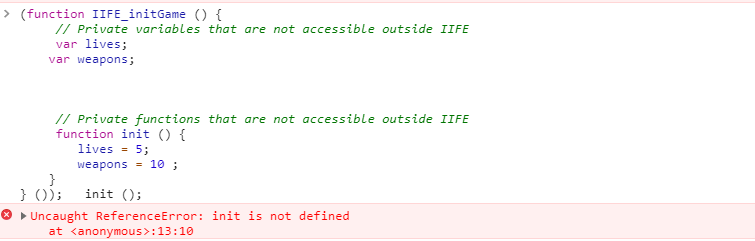 (function IIFE_initGame () {
// Private variables that are not accessible outside IIFE
var lives;
var weapons;
// Private functions that are not accessible outside IIFE
function init () {
lives = 5;
weapons = 10 ;
}
} ()); init ();
Uncaught ReferenceError: init is not defined
at <anonymous>:13:10